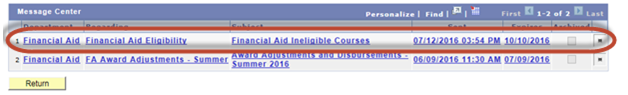 Message Center
Personalize | Find | First 1-2 of 2 Last
Department Regarding Subject Sent Expires Archived
1 Financial Aid Financial Aid Eligibility Financial Aid Ineligible Courses 07/12/2016 03:54 PM 10/10/2016
2 Financial Aid FA Award Adjustments - Summer Award Adjustments and Disbursements - 06/09/2016 11:30 AM 07/09/2016
Summer 2016
Return